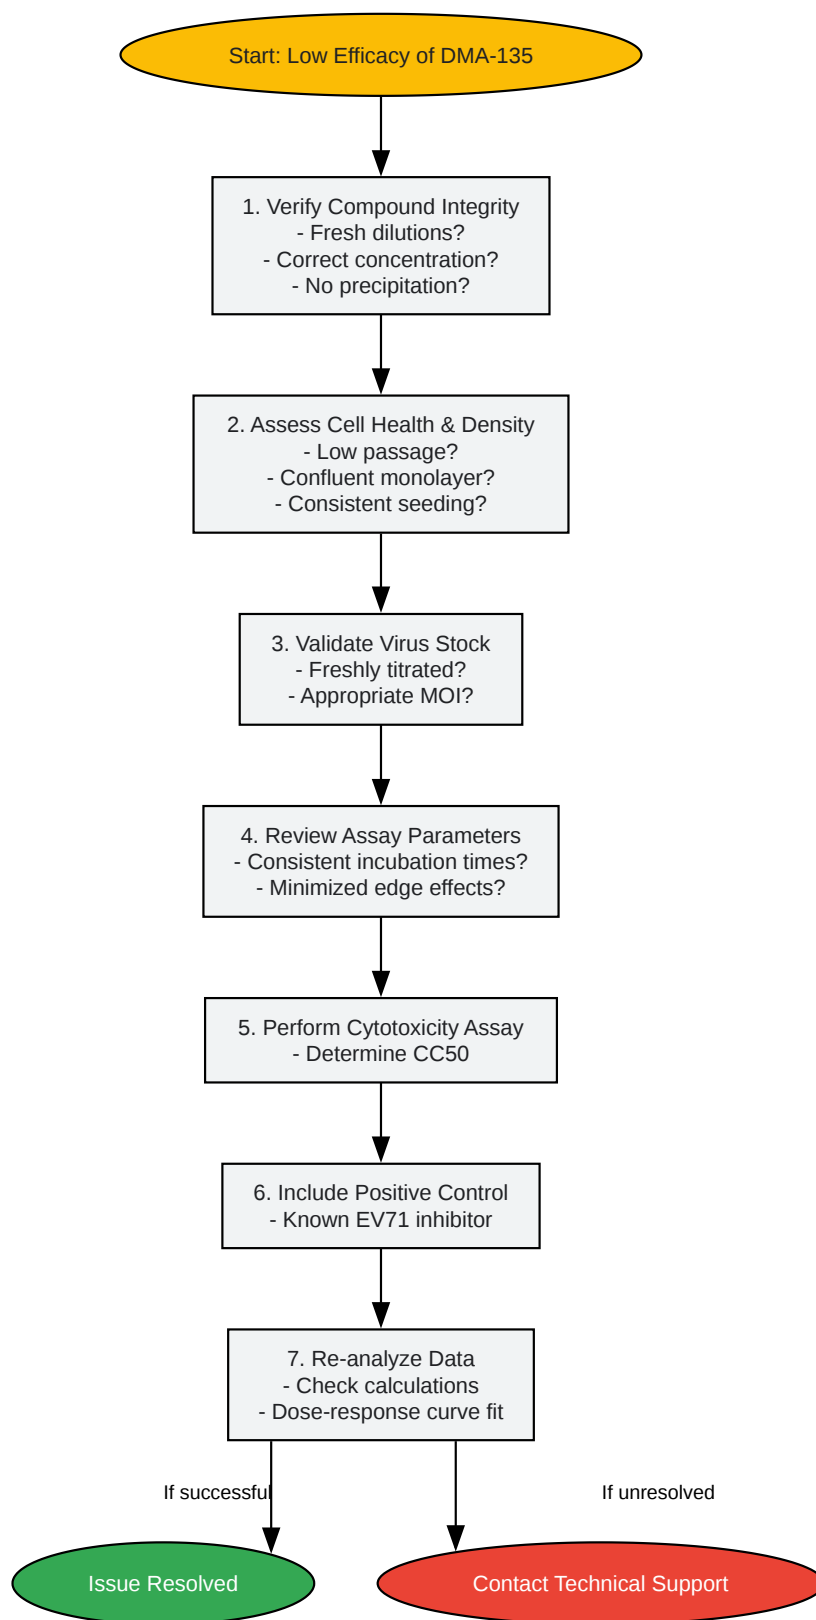 Start: Low Efficacy of DMA-135
1. Verify Compound Integrity
- Fresh dilutions?
- Correct concentration?
- No precipitation?
2. Assess Cell Health & Density
- Low passage?
- Confluent monolayer?
- Consistent seeding?
3. Validate Virus Stock
- Freshly titrated?
- Appropriate MOI?
4. Review Assay Parameters
- Consistent incubation times?
- Minimized edge effects?
5. Perform Cytotoxicity Assay
- Determine CC50
6. Include Positive Control
- Known EV71 inhibitor
7. Re-analyze Data
- Check calculations
- Dose-response curve fit
If successful
If unresolved
Issue Resolved
Contact Technical Support